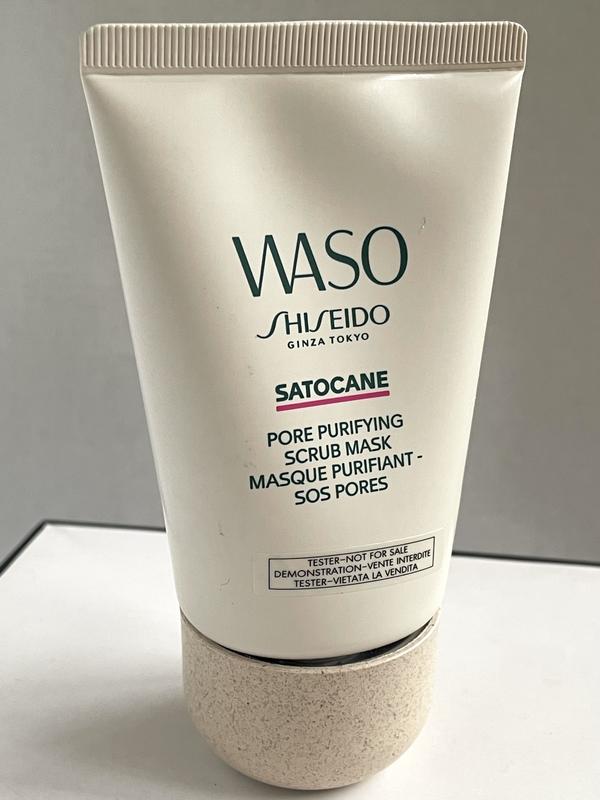 WASO
SHISEIDO
GINZA TOKYO
SATOCANE
PORE PURIFYING
SCRUB MASK
MASQUE PURIFIANT -
SOS PORES
TESTER-NOT FOR SALE
DEMONSTRATION-VENTE INTERDITE
TESTER-VIETATA LA VENDITA